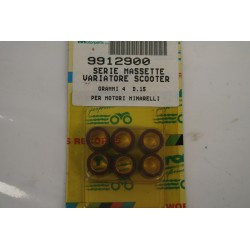 9912900
SERIE MASSETTE
VARIATORE SCOOTER
GRAMMI 4 D.15
PER MOTORI MINARELLI